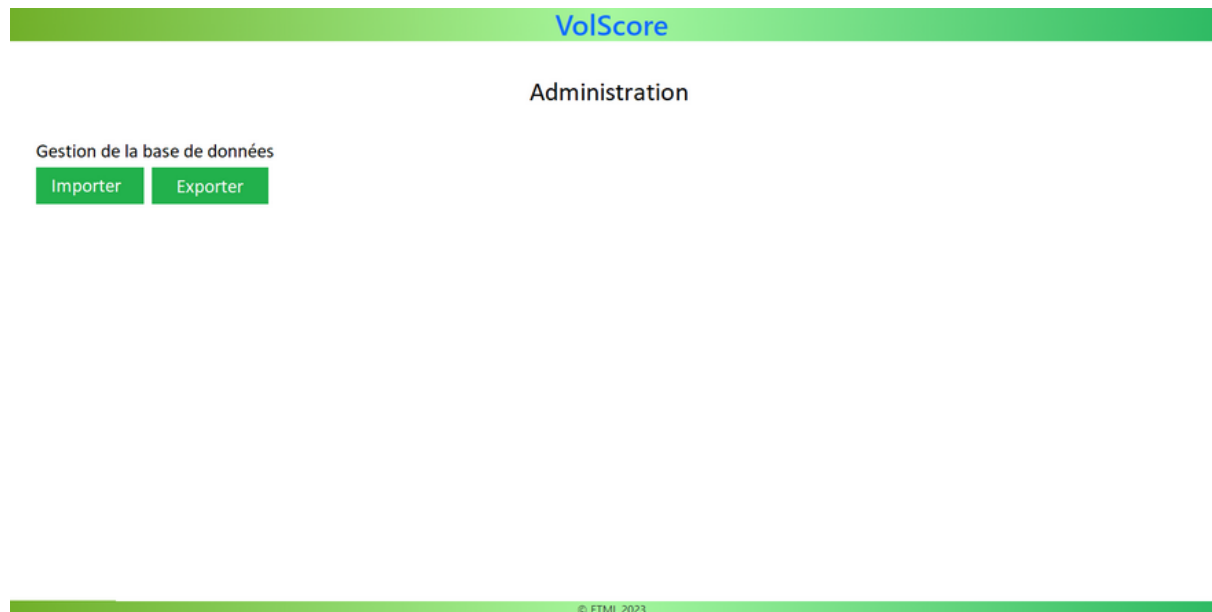 VolScore
Administration
Gestion de la base de données
Importer Exporter
© ETML 2023